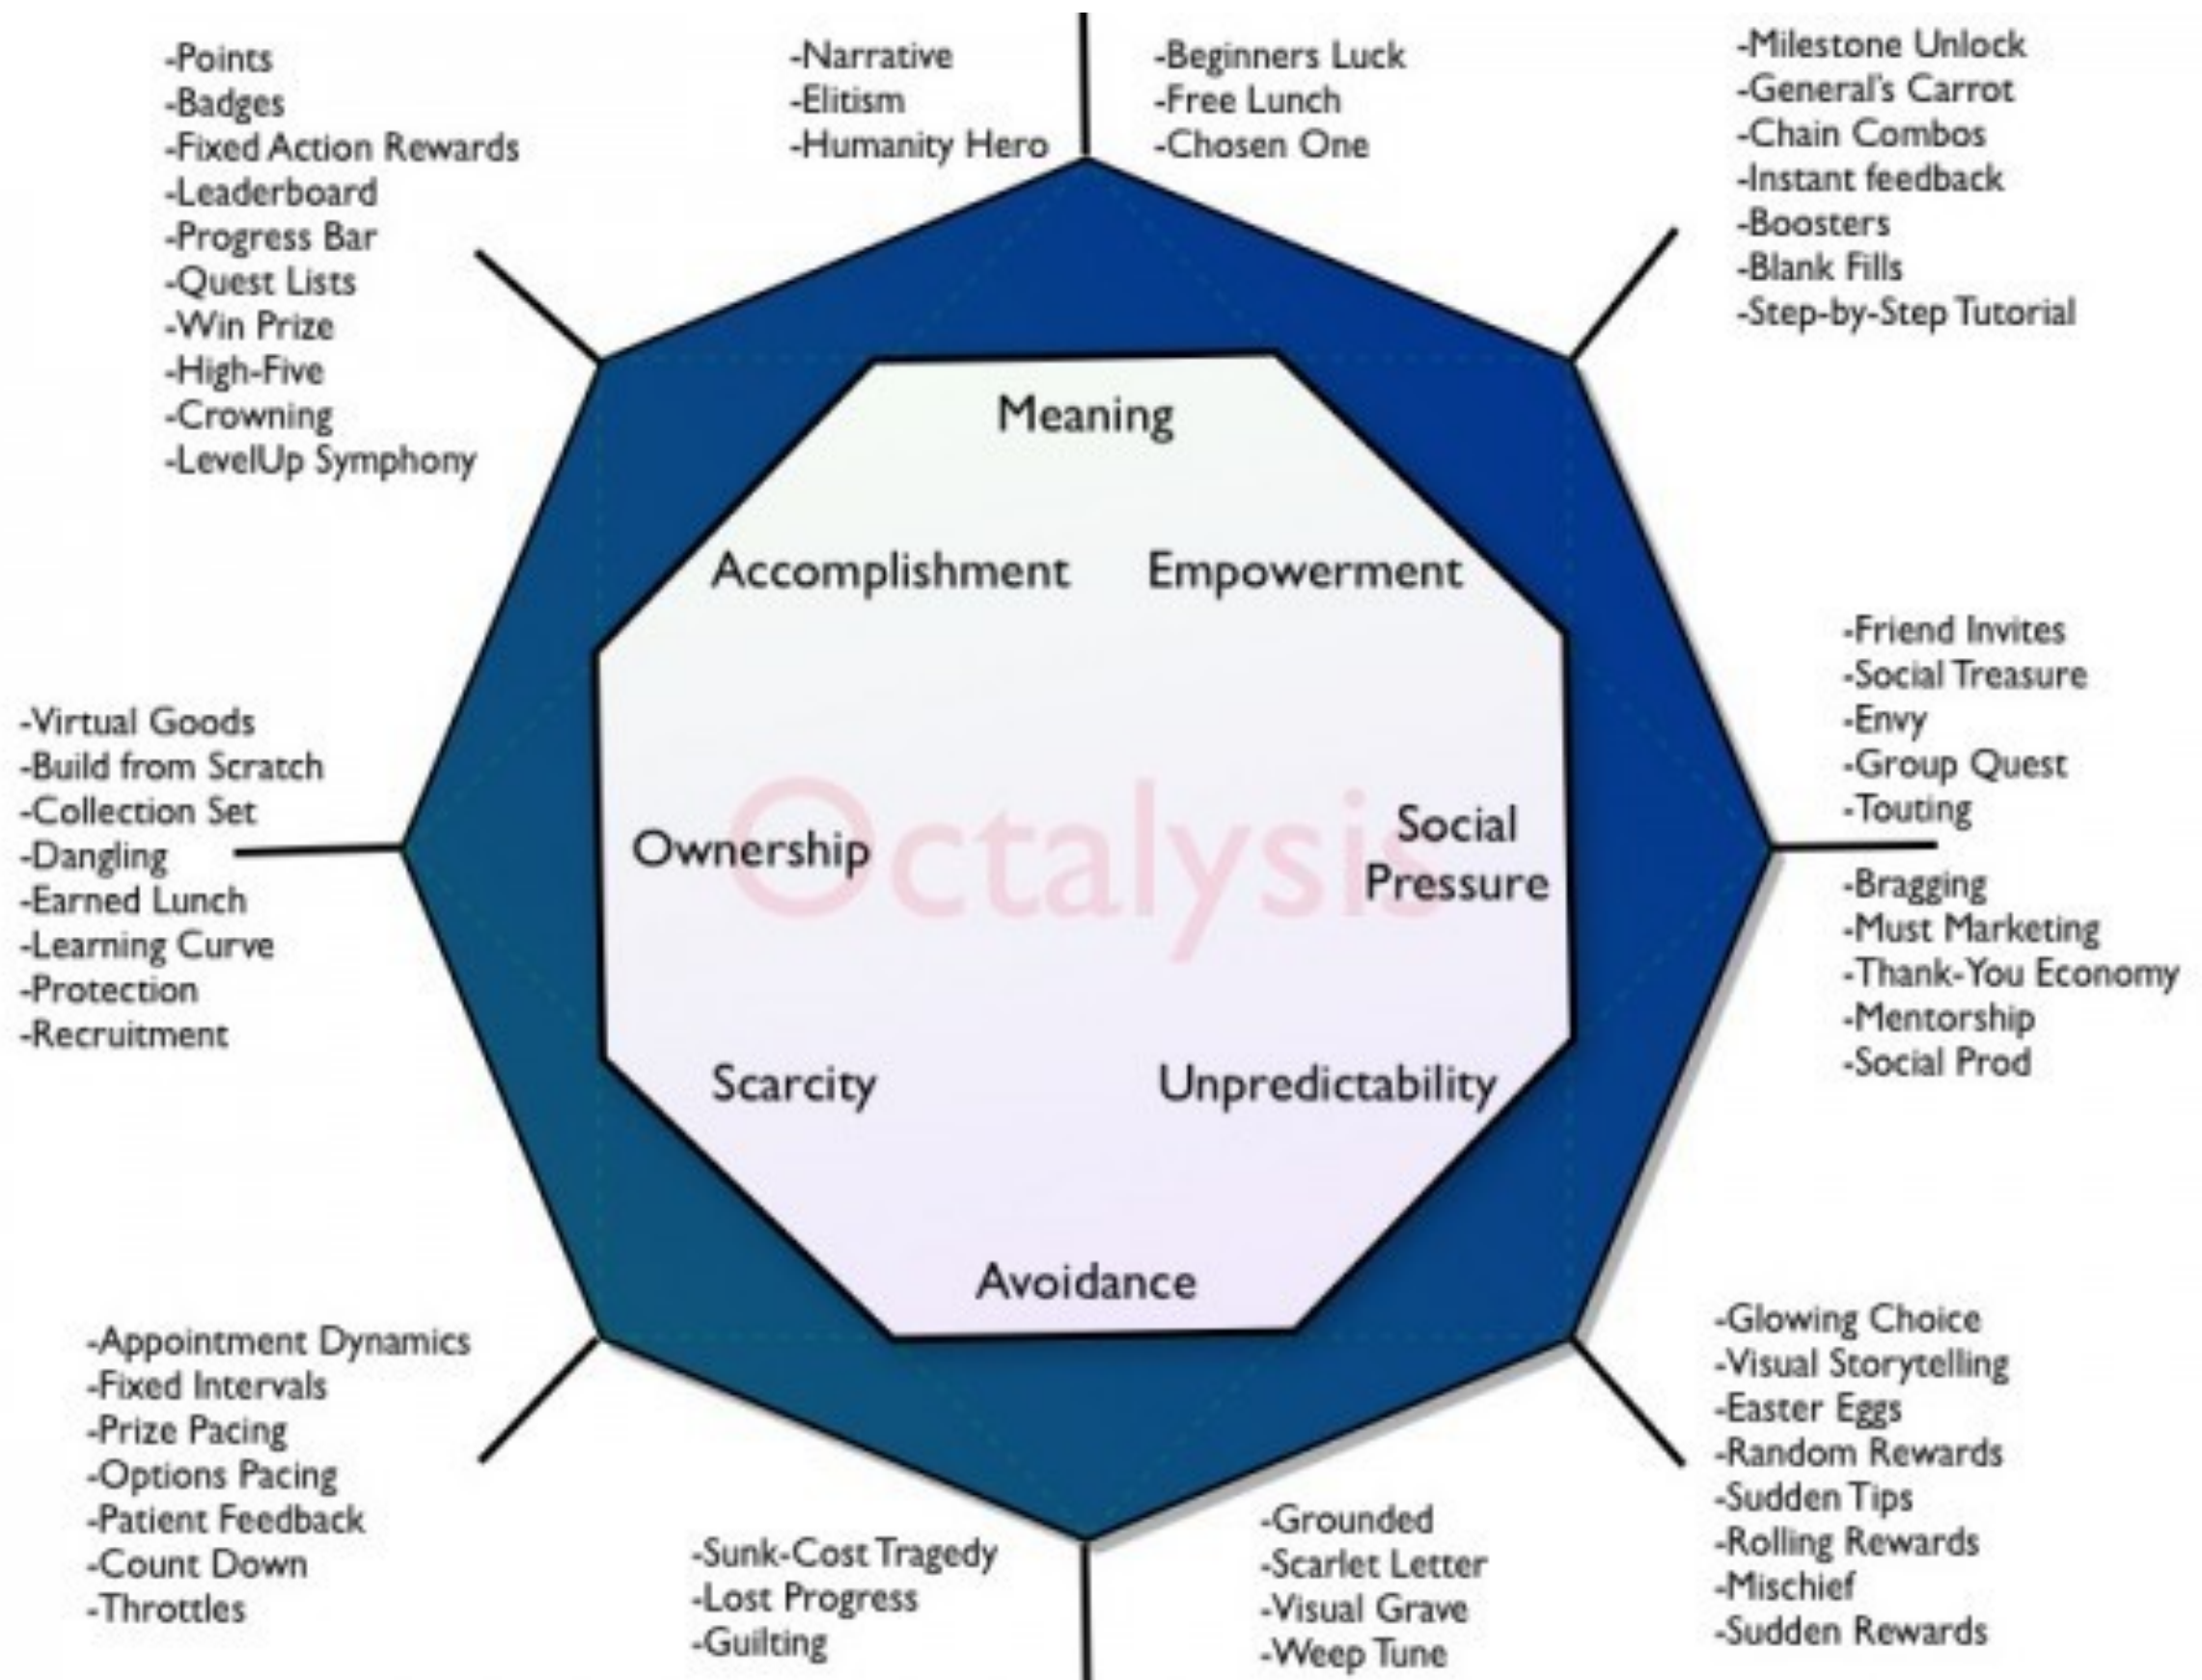 -Points
-Badges
-Fixed Action Rewards
-Leaderboard
-Progress Bar
-Quest Lists
-Win Prize
-High-Five
-Crowning
-LevelUp Symphony
-Narrative
-Elitism
-Humanity Hero
-Beginners Luck
-Free Lunch
-Chosen One
-Milestone Unlock
-General's Carrot
-Chain Combos
-Instant feedback
-Boosters
-Blank Fills
-Step-by-Step Tutorial
Meaning
Accomplishment
Empowerment
Ownership
Octalysis
Social
Pressure
Scarcity
Unpredictability
Avoidance
-Virtual Goods
-Build from Scratch
-Collection Set
-Dangling
-Earned Lunch
-Learning Curve
-Protection
-Recruitment
-Friend Invites
-Social Treasure
-Envy
-Group Quest
-Touting
-Bragging
-Must Marketing
-Thank-You Economy
-Mentorship
-Social Prod
-Appointment Dynamics
-Fixed Intervals
-Prize Pacing
-Options Pacing
-Patient Feedback
-Count Down
-Throttles
-Sunk-Cost Tragedy
-Lost Progress
-Guilting
-Grounded
-Scarlet Letter
-Visual Grave
-Weep Tune
-Glowing Choice
-Visual Storytelling
-Easter Eggs
-Random Rewards
-Sudden Tips
-Rolling Rewards
-Mischief
-Sudden Rewards